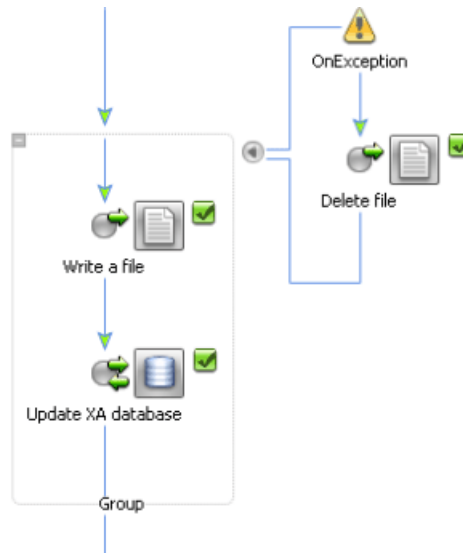 OnException
Delete file
Write a file
Update XA database
Group